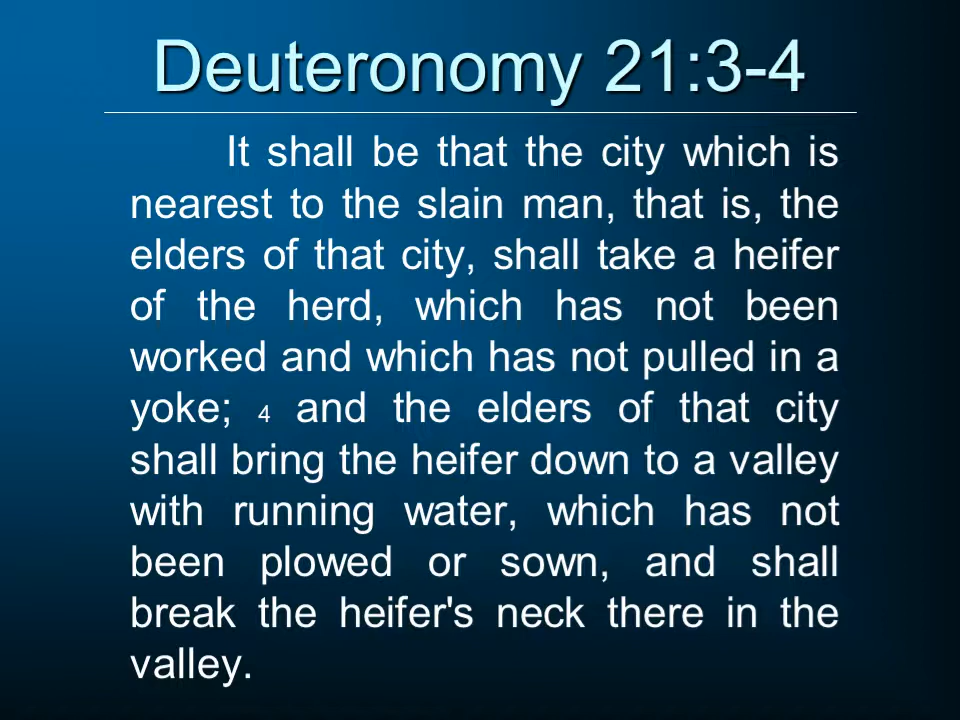 Deuteronomy 21:3-4
It shall be that the city which is
nearest to the slain man, that is, the
elders of that city, shall take a heifer
of the herd, which has not been
worked and which has not pulled in a
yoke; 4 and the elders of that city
shall bring the heifer down to a valley
with running water, which has not
been plowed or sown, and shall
break the heifer's neck there in the
valley.